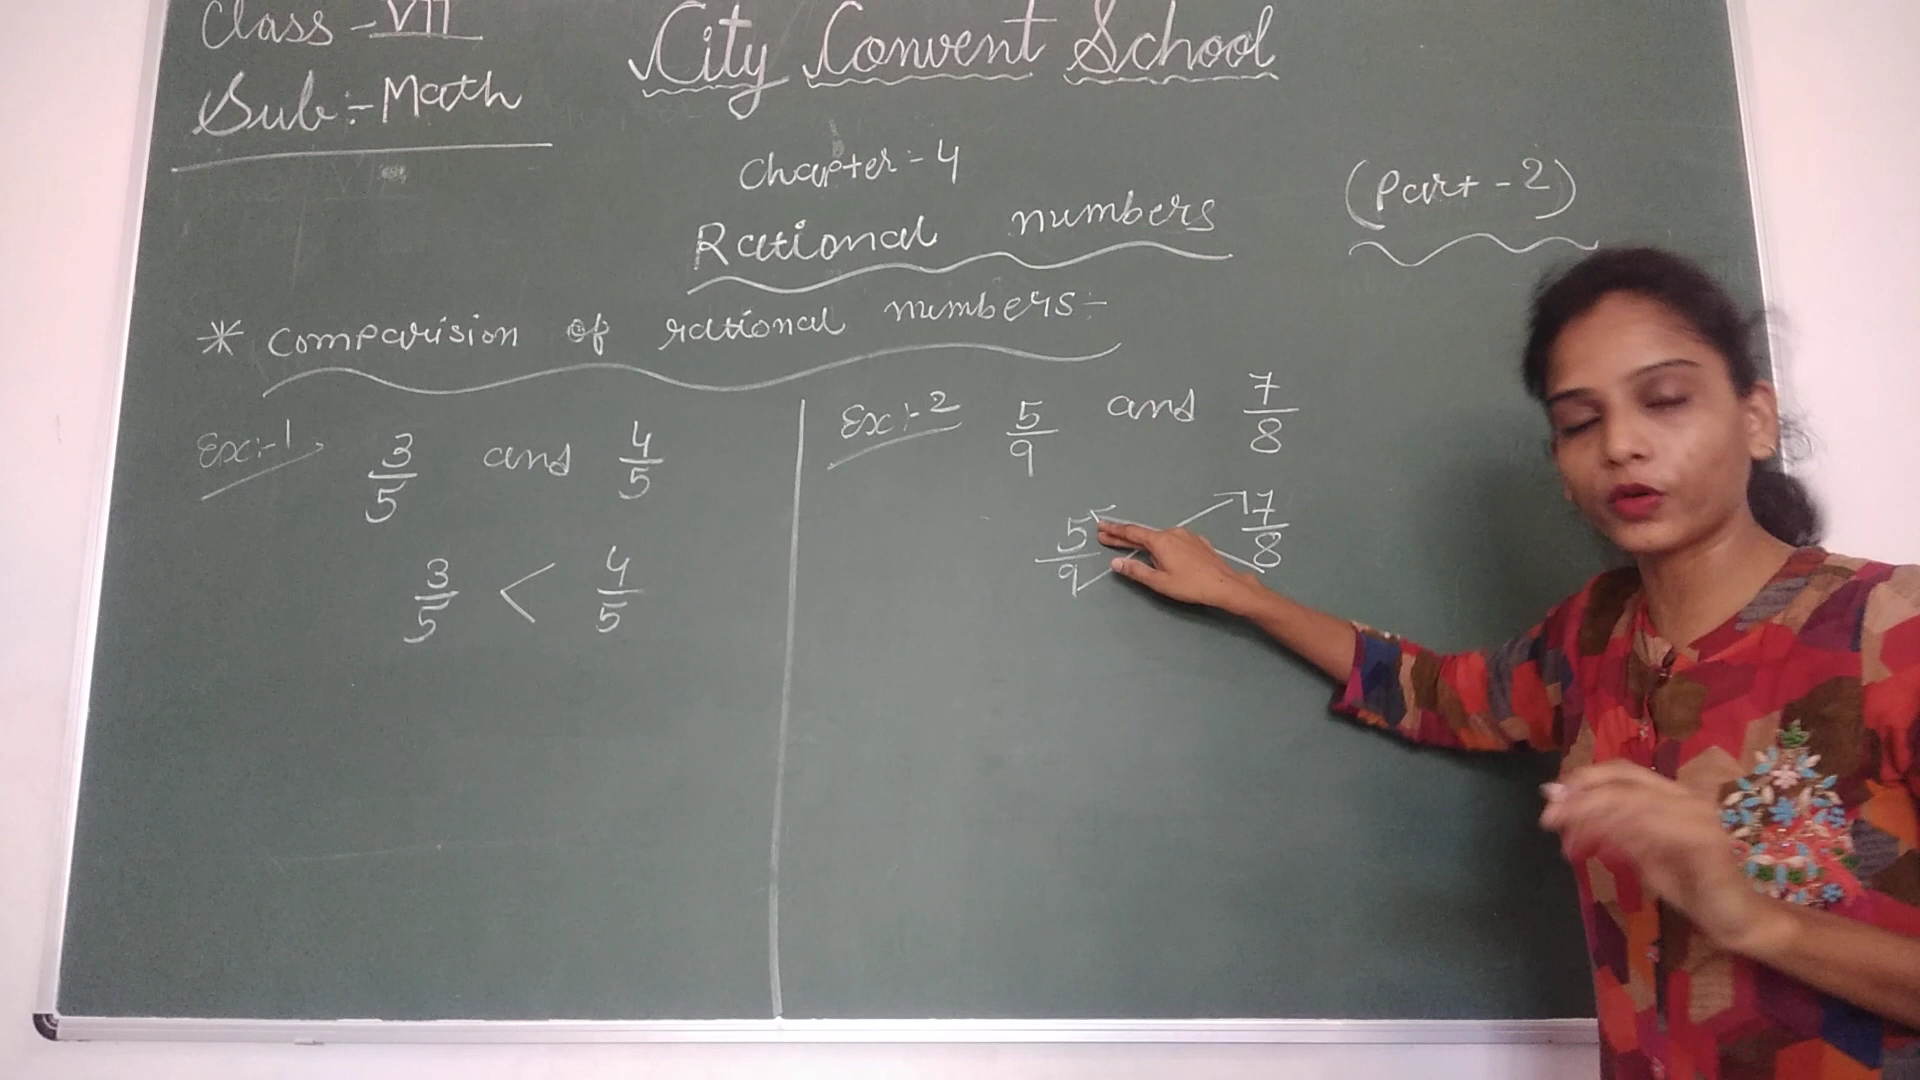 Class - VII
Sub:- Math
City Convent School
Chapter:- 4
(Part - 2)
Rational numbers
* Comparision of rational numbers:-
Ex:-1 3/5 and 4/5
3/5 < 4/5
Ex:-2 5/9 and 7/8
5/9 7/8